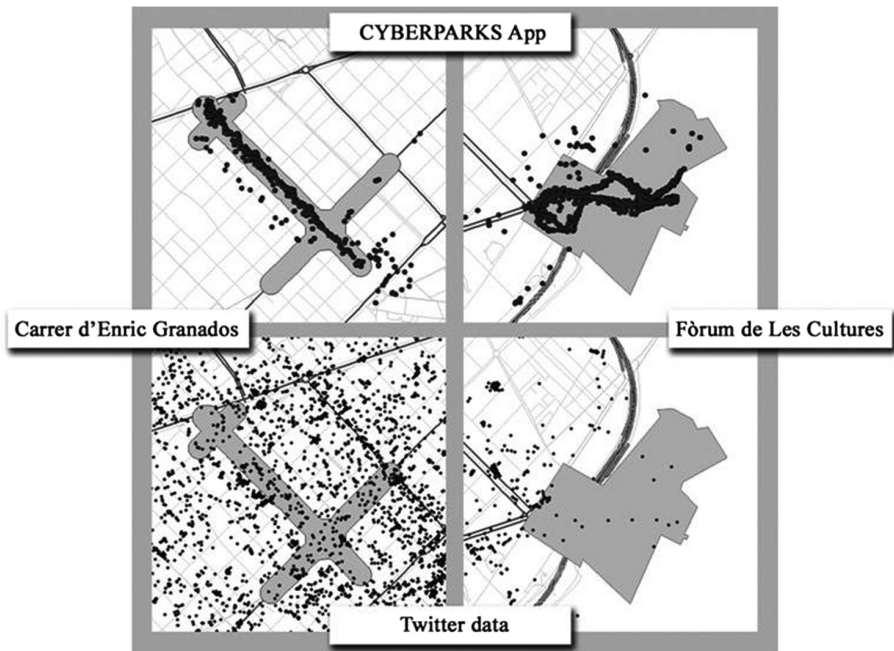 CYBERPARKS App
Carrer d’Enric Granados
Fòrum de Les Cultures
Twitter data